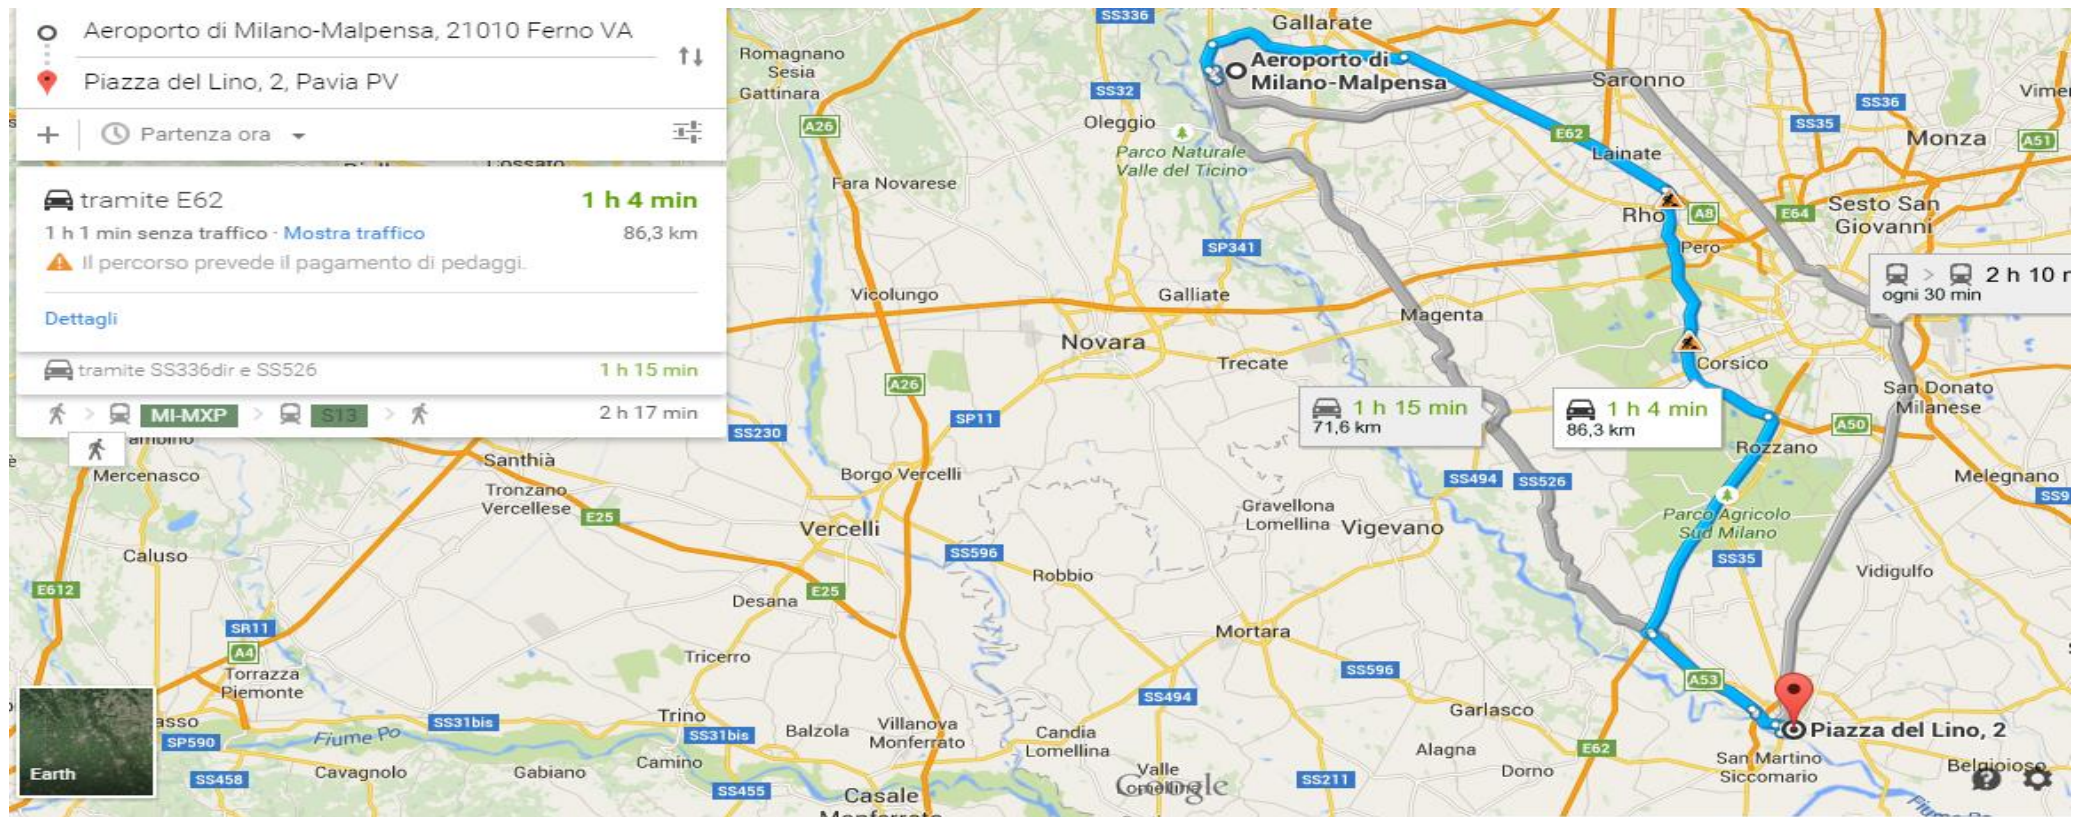 Aeroporto di Milano-Malpensa, 21010 Ferno VA
Piazza del Lino, 2, Pavia PV
Partenza ora
tramite E62 1 h 4 min
1 h 1 min senza traffico · Mostra traffico 86,3 km
Il percorso prevede il pagamento di pedaggi.
Dettagli
tramite SS336dir e SS526 1 h 15 min
MI-MXP > S13 > 2 h 17 min
Earth
SS336
Gallarate
Romagnano
Sesia
Gattinara
Aeroporto di
Milano-Malpensa
Saronno
SS32
SS36
A26
Oleggio
SS35
Monza
A51
E62
Lainate
Parco Naturale
Valle del Ticino
Fara Novarese
Rho
A8
E64
Sesto San
Giovanni
SP341
Pero
2 h 10
ogni 30 min
Vicolungo
Galliate
Magenta
Novara
Trecate
Corsico
A26
San Donato
Milanese
1 h 15 min
71,6 km
1 h 4 min
86,3 km
SP11
SS230
A50
Rozzano
Santhià
Borgo Vercelli
SS494
SS526
Melegnano
Mercenasco
Tronzano
Vercellese
E25
Gravellona
Lomellina
Vigevano
Parco Agricolo
Sud Milano
Vercelli
SS596
SS35
Caluso
Robbio
Vidigulfo
E612
Desana
E25
SR11
Mortara
A4
Tricerro
SS596
A53
Torrazza
Piemonte
SS494
Garlasco
SS31bis
Trino
SS31bis
Balzola
Villanova
Monferrato
Candia
Lomellina
Piazza del Lino, 2
SP590
Fiume Po
Alagna
E62
San Martino
Siccomario
Belgioioso
Camino
Cavagnolo
Gabiano
Valle
Lomellina
Google
Dorno
SS458
SS455
SS211
Casale
Monferrato
Fiume Po